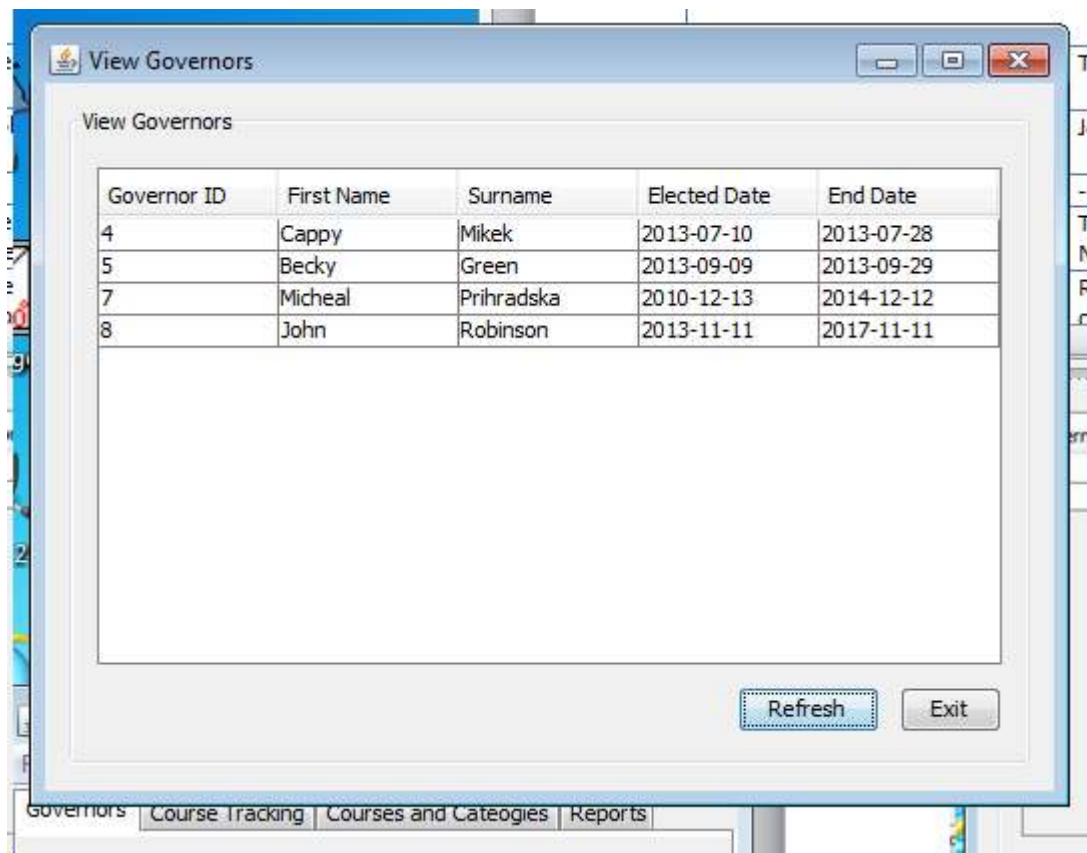 View Governors
View Governors
Governor ID First Name Surname Elected Date End Date
4 Cappy Mikek 2013-07-10 2013-07-28
5 Becky Green 2013-09-09 2013-09-29
7 Micheal Prihradska 2010-12-13 2014-12-12
8 John Robinson 2013-11-11 2017-11-11
Refresh Exit
Governors Course Tracking Courses and Cateogies Reports